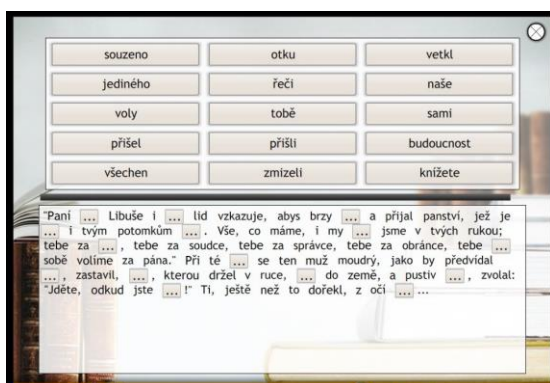 souzeno otku vetkl
jediného řeči naše
voly tobě sami
přišel přišli budoucnost
všechen zmizeli knížete
"Paní ... Libuše i ... lid vzkazuje, abys brzy ... a přijal panství, jež je
... i tvým potomkům ... . Vše, co máme, i my ... jsme v tvých rukou;
tebe za ... , tebe za soudce, tebe za správce, tebe za obránce, tebe ...
sobě volíme za pána." Při té ... se ten muž moudrý, jako by předvídal
... , zastavil, ... , kterou držel v ruce, ... do země, a pustiv ... , zvolal:
"Jděte, odkud jste ... !" Ti, ještě než to dořekl, z očí ... ...